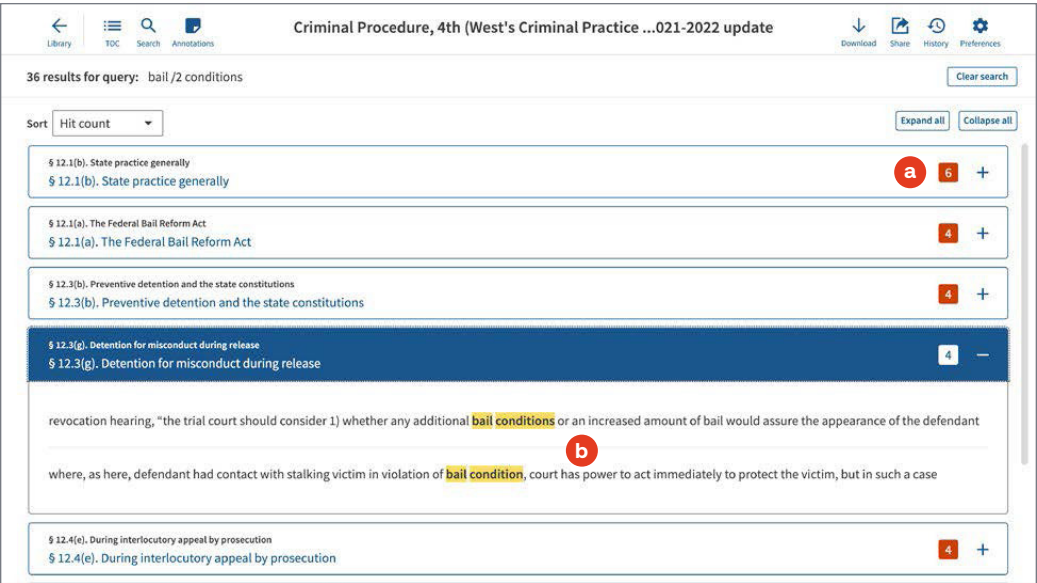 Criminal Procedure, 4th (West's Criminal Practice ...021-2022 update
Library TOC Search Annotations Download Share History Preferences
36 results for query: bail /2 conditions Clear search
Sort Hit count Expand all Collapse all
§ 12.1(b). State practice generally
§ 12.1(b). State practice generally a 6 +
§ 12.1(a). The Federal Bail Reform Act
§ 12.1(a). The Federal Bail Reform Act 4 +
§ 12.3(b). Preventive detention and the state constitutions
§ 12.3(b). Preventive detention and the state constitutions 4 +
§ 12.3(g). Detention for misconduct during release
§ 12.3(g). Detention for misconduct during release 4 −
revocation hearing, “the trial court should consider 1) whether any additional bail conditions or an increased amount of bail would assure the appearance of the defendant
b
where, as here, defendant had contact with stalking victim in violation of bail condition, court has power to act immediately to protect the victim, but in such a case
§ 12.4(e). During interlocutory appeal by prosecution
§ 12.4(e). During interlocutory appeal by prosecution 4 +